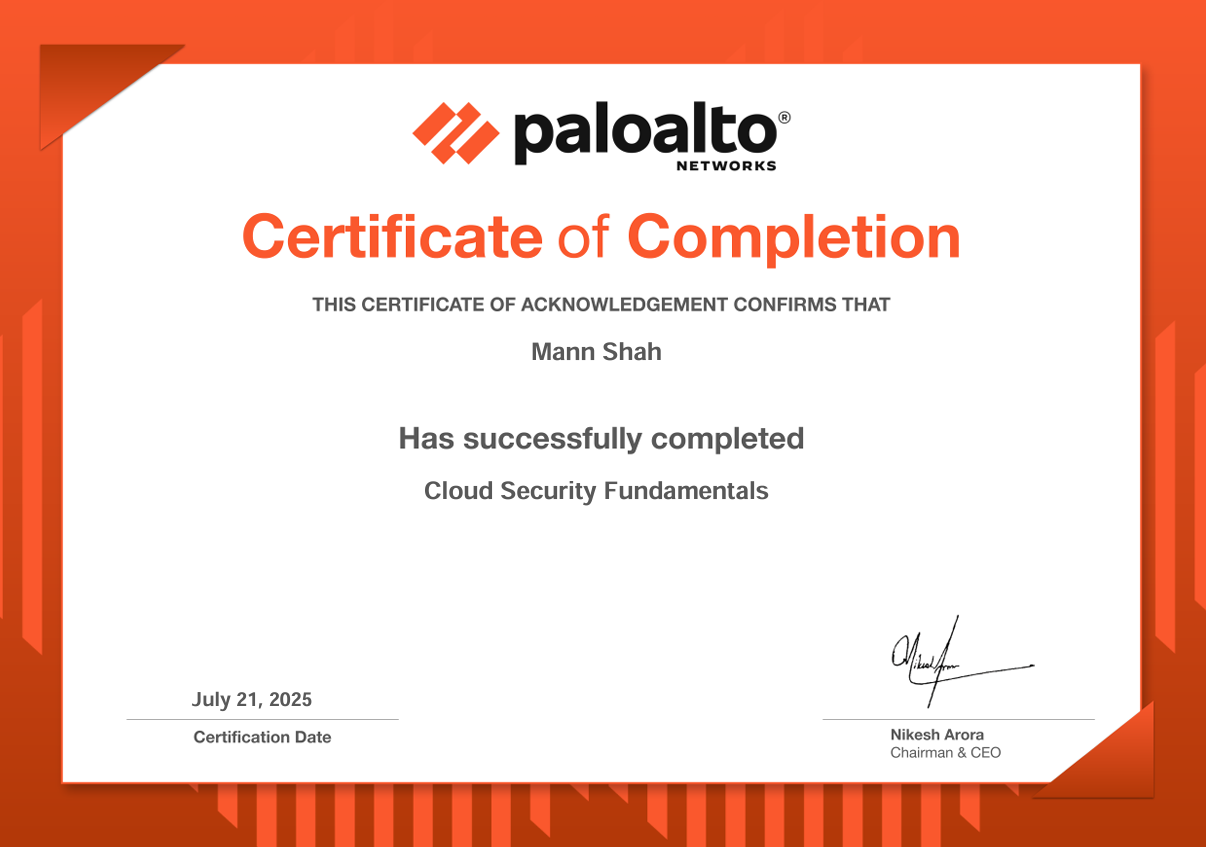 paloalto®
NETWORKS
Certificate of Completion
THIS CERTIFICATE OF ACKNOWLEDGEMENT CONFIRMS THAT
Mann Shah
Has successfully completed
Cloud Security Fundamentals
July 21, 2025
Certification Date
Nikesh Arora
Nikesh Arora
Chairman & CEO